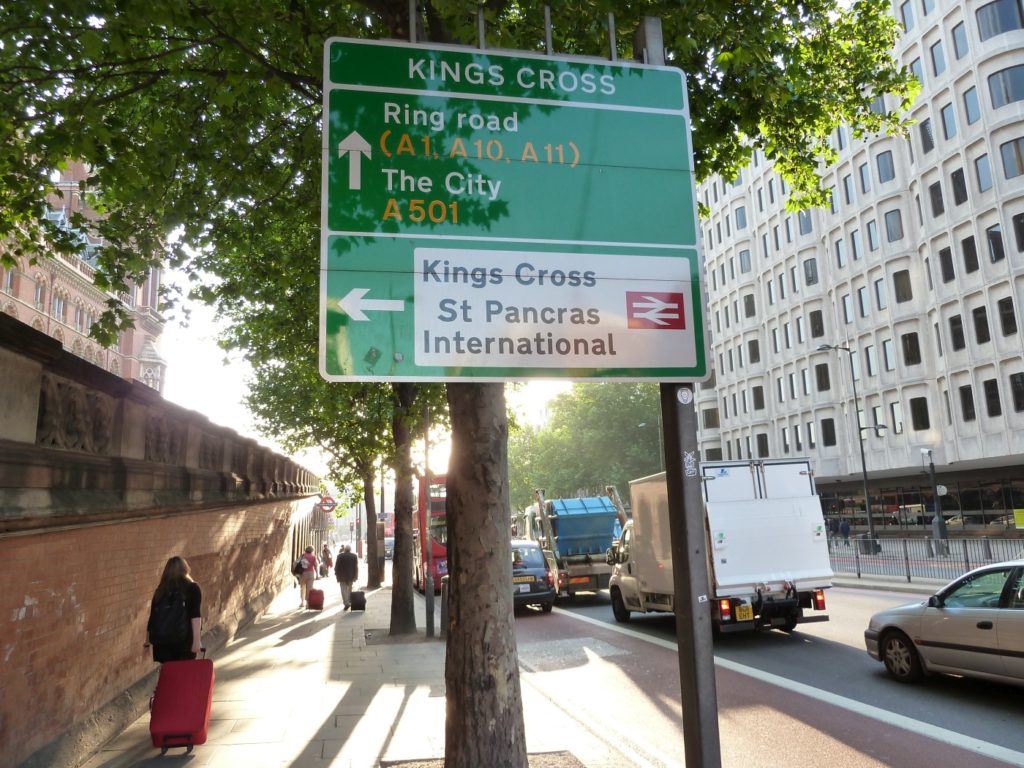 KINGS CROSS
Ring road
(A1, A10, A11)
The City
A501
Kings Cross
St Pancras
International